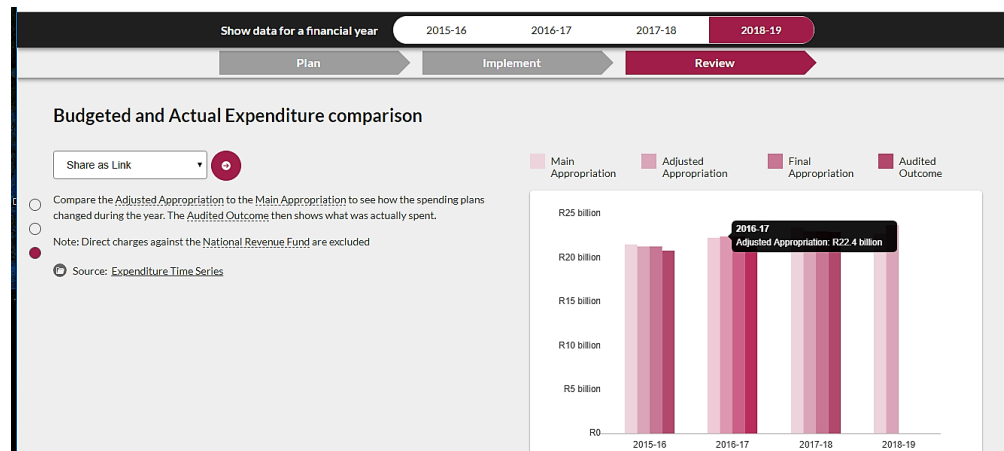 Show data for a financial year 2015-16 2016-17 2017-18 2018-19
Plan Implement Review
Budgeted and Actual Expenditure comparison
Share as Link
Compare the Adjusted Appropriation to the Main Appropriation to see how the spending plans
changed during the year. The Audited Outcome then shows what was actually spent.
Note: Direct charges against the National Revenue Fund are excluded
Source: Expenditure Time Series
Main
Appropriation
Adjusted
Appropriation
Final
Appropriation
Audited
Outcome
R25 billion
2016-17
Adjusted Appropriation: R22.4 billion
R20 billion
R15 billion
R10 billion
R5 billion
R0
2015-16 2016-17 2017-18 2018-19